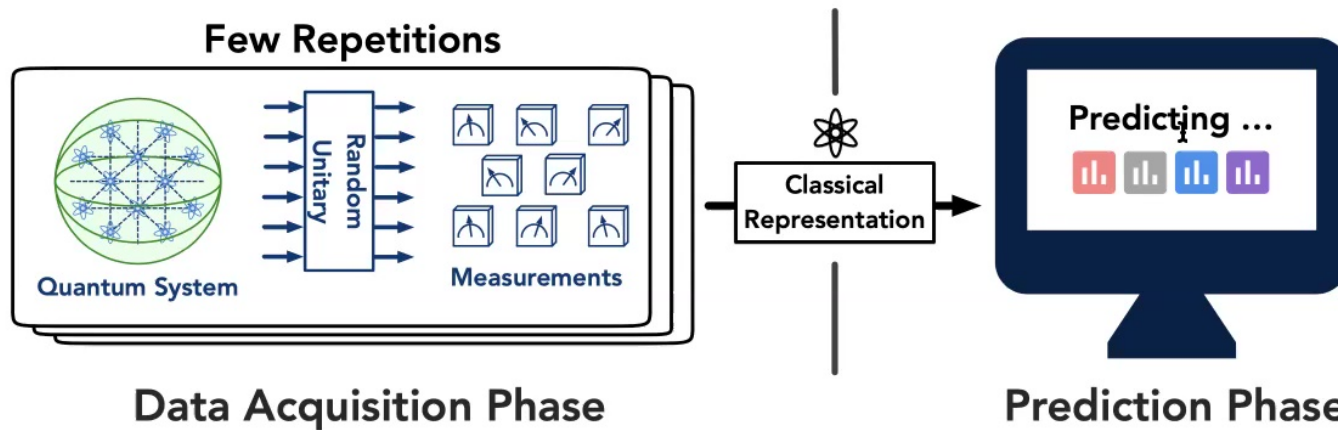 Few Repetitions
Quantum System
Random
Unitary
Measurements
Classical
Representation
Predicting ...
Data Acquisition Phase
Prediction Phase